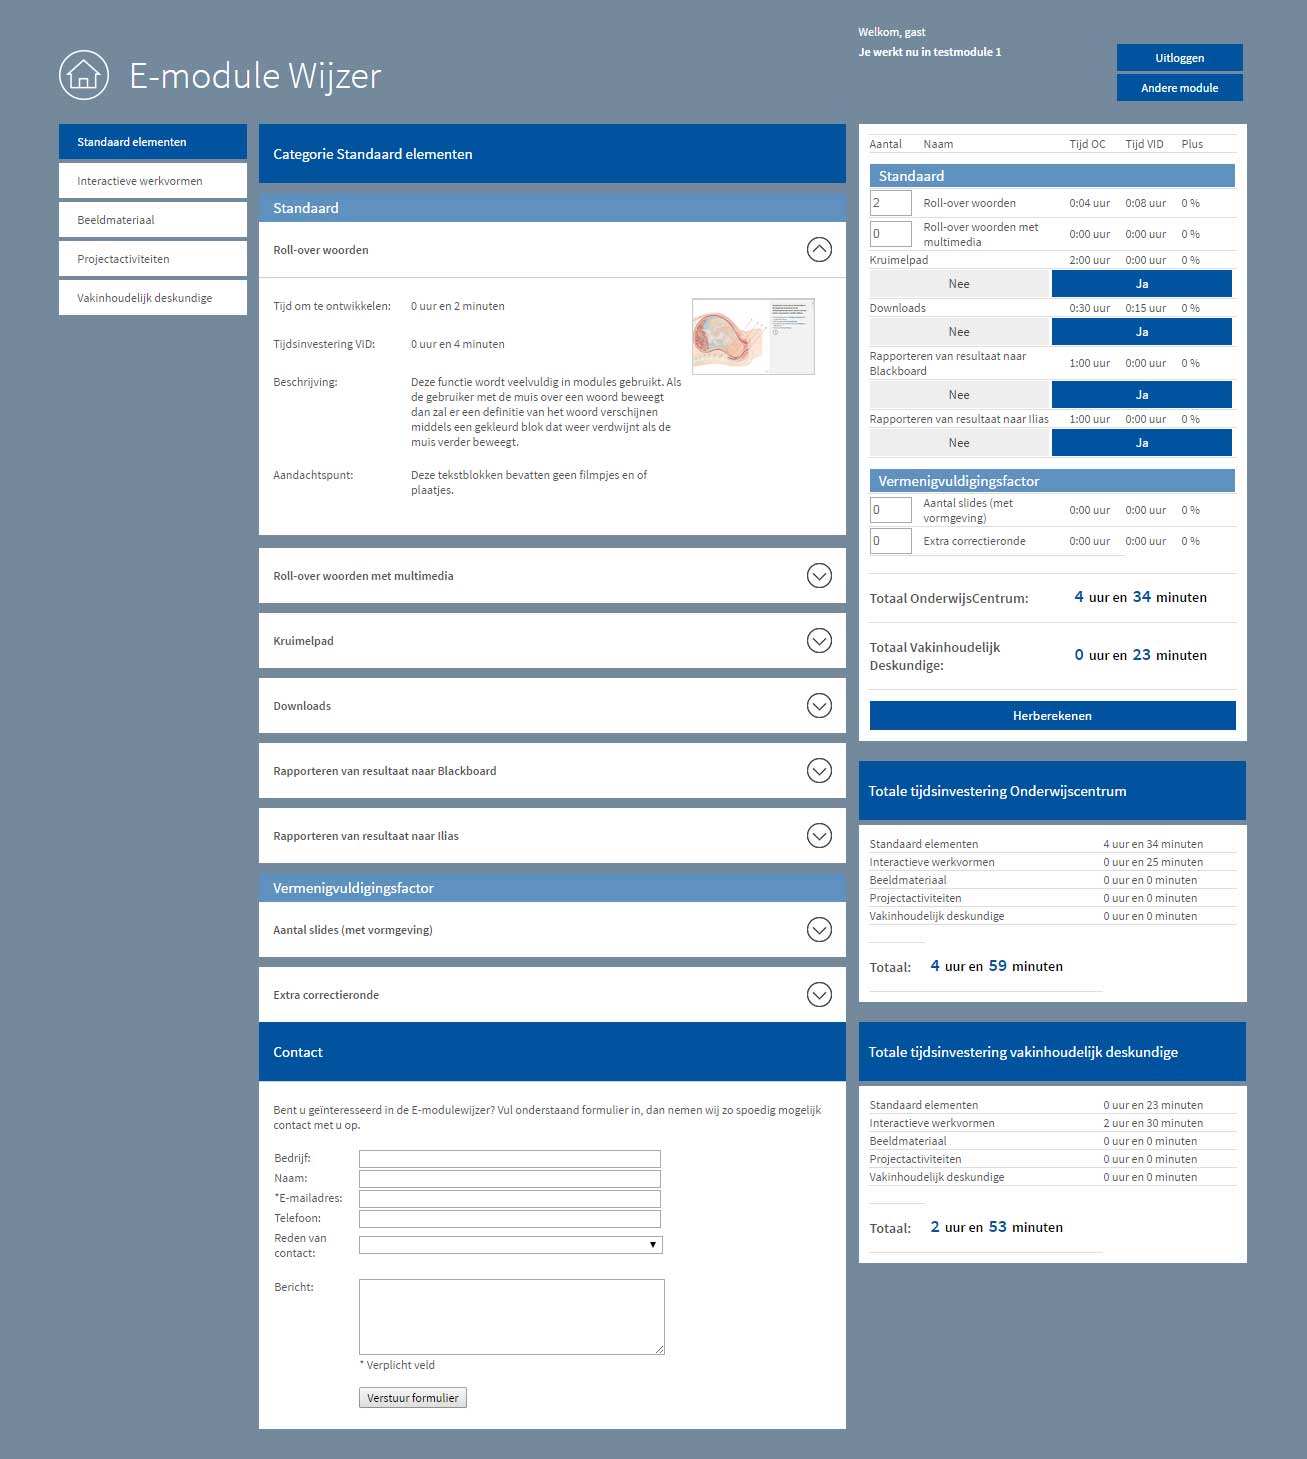 Welkom, gast
Je werkt nu in testmodule 1
Uitloggen
Andere module
E-module Wijzer
Standaard elementen
Interactieve werkvormen
Beeldmateriaal
Projectactiviteiten
Vakinhoudelijk deskundige
Categorie Standaard elementen
Standaard
Roll-over woorden
Tijd om te ontwikkelen: 0 uur en 2 minuten
Tijdsinvestering VID: 0 uur en 4 minuten
Beschrijving: Deze functie wordt veelvuldig in modules gebruikt. Als
de gebruiker met de muis over een woord beweegt
dan zal er een definitie van het woord verschijnen
middels een gekleurd blok dat weer verdwijnt als de
muis verder beweegt.
Aandachtspunt: Deze tekstblokken bevatten geen filmpjes en of
plaatjes.
Roll-over woorden met multimedia
Kruimelpad
Downloads
Rapporteren van resultaat naar Blackboard
Rapporteren van resultaat naar Ilias
Vermenigvuldigingsfactor
Aantal slides (met vormgeving)
Extra correctieronde
Contact
Bent u geïnteresseerd in de E-modulewijzer? Vul onderstaand formulier in, dan nemen wij zo spoedig mogelijk
contact met u op.
Bedrijf:
Naam:
*E-mailadres:
Telefoon:
Reden van
contact:
Bericht:
* Verplicht veld
Verstuur formulier
Aantal Naam Tijd OC Tijd VID Plus
Standaard
2 Roll-over woorden 0:04 uur 0:08 uur 0 %
0 Roll-over woorden met
multimedia 0:00 uur 0:00 uur 0 %
Kruimelpad 2:00 uur 0:00 uur 0 %
Nee Ja
Downloads 0:30 uur 0:15 uur 0 %
Nee Ja
Rapporteren van resultaat naar
Blackboard 1:00 uur 0:00 uur 0 %
Nee Ja
Rapporteren van resultaat naar Ilias 1:00 uur 0:00 uur 0 %
Nee Ja
Vermenigvuldigingsfactor
0 Aantal slides (met
vormgeving) 0:00 uur 0:00 uur 0 %
0 Extra correctieronde 0:00 uur 0:00 uur 0 %
Totaal OnderwijsCentrum: 4 uur en 34 minuten
Totaal Vakinhoudelijk
Deskundige: 0 uur en 23 minuten
Herberekenen
Totale tijdsinvestering Onderwijscentrum
Standaard elementen 4 uur en 34 minuten
Interactieve werkvormen 0 uur en 25 minuten
Beeldmateriaal 0 uur en 0 minuten
Projectactiviteiten 0 uur en 0 minuten
Vakinhoudelijk deskundige 0 uur en 0 minuten
Totaal: 4 uur en 59 minuten
Totale tijdsinvestering vakinhoudelijk deskundige
Standaard elementen 0 uur en 23 minuten
Interactieve werkvormen 2 uur en 30 minuten
Beeldmateriaal 0 uur en 0 minuten
Projectactiviteiten 0 uur en 0 minuten
Vakinhoudelijk deskundige 0 uur en 0 minuten
Totaal: 2 uur en 53 minuten